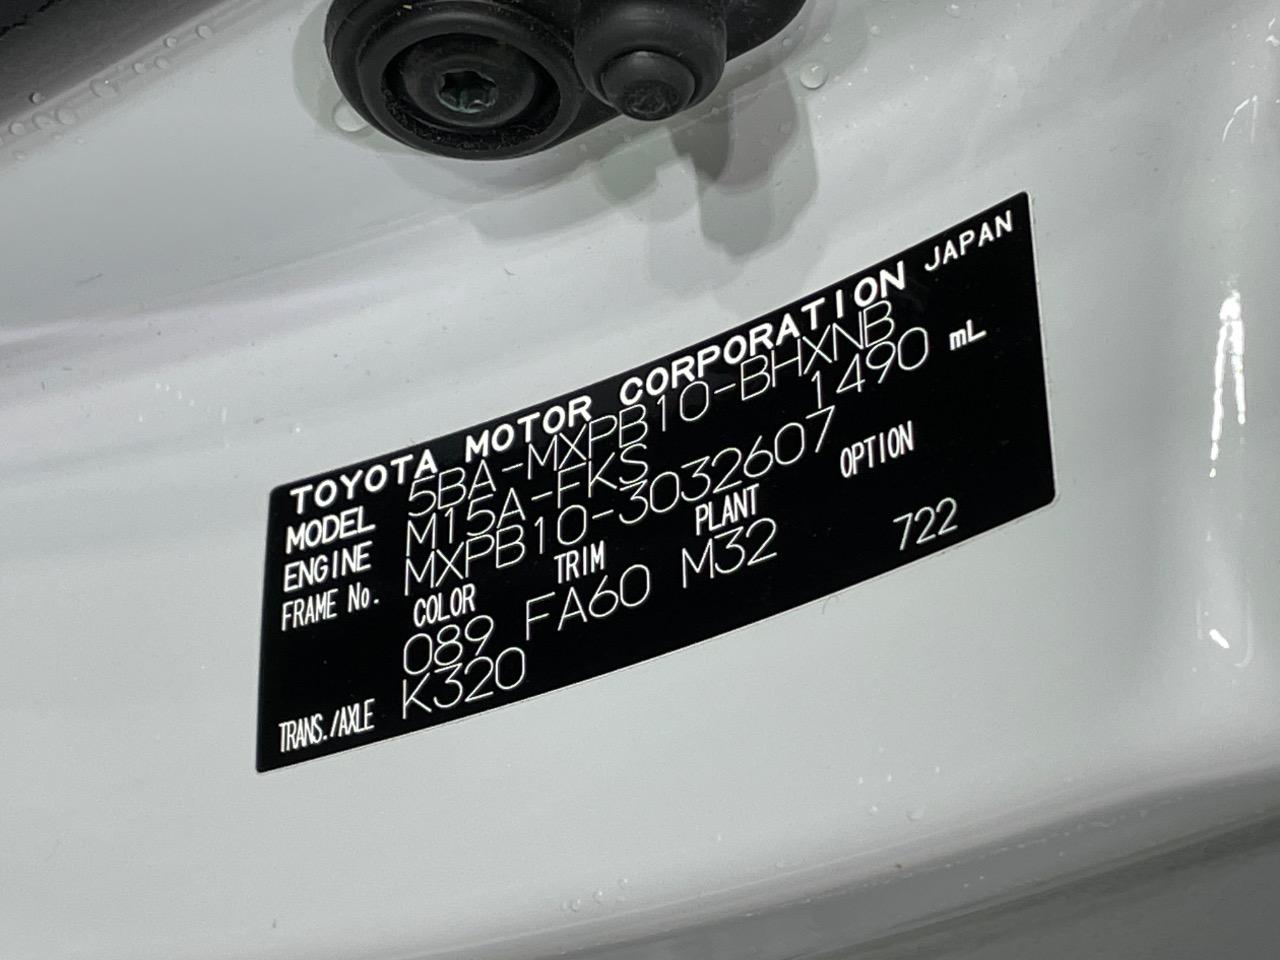 TOYOTA MOTOR CORPORATION JAPAN
MODEL 5BA-MXPB10-BHXNB
ENGINE M15A-FKS 1490 mL
FRAME No. MXPB10-3032607
COLOR TRIM PLANT OPTION
089 FA60 M32 722
TRANS./AXLE K320